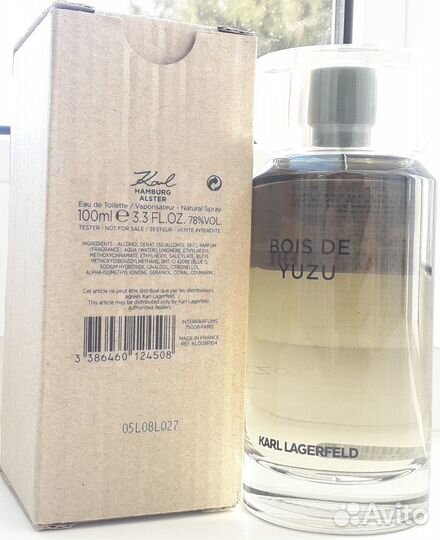 Karl
HAMBURG
ALSTER
Eau de Toilette / Vaporisateur - Natural Spray
100ml e 3.3 FL.OZ. 78%VOL.
TESTER - NOT FOR SALE / TESTEUR - VENTE INTERDITE
INGREDIENTS : ALCOHOL DENAT. (SD ALCOHOL 39-C), PARFUM
(FRAGRANCE), AQUA (WATER), LIMONENE, ETHYLHEXYL
METHOXYCINNAMATE, ETHYLHEXYL SALICYLATE, BUTYL
METHOXYDIBENZOYLMETHANE, BHT, CI 42090 (BLUE 1),
SODIUM HYDROXIDE, LINALOOL, CITRONELLOL,
ALPHA-ISOMETHYL IONONE, GERANIOL, CITRAL, COUMARIN.
Cet article ne peut être distribué que par les distributeurs
agréés Karl Lagerfeld. / This article can be distributed only by Karl Lagerfeld
authorized dealers.
INTERPARFUMS
75008 PARIS
MADE IN FRANCE
REF. KL009P104
3 386460 124508
05L08L027
BOIS DE
YUZU
KARL LAGERFELD
Avito